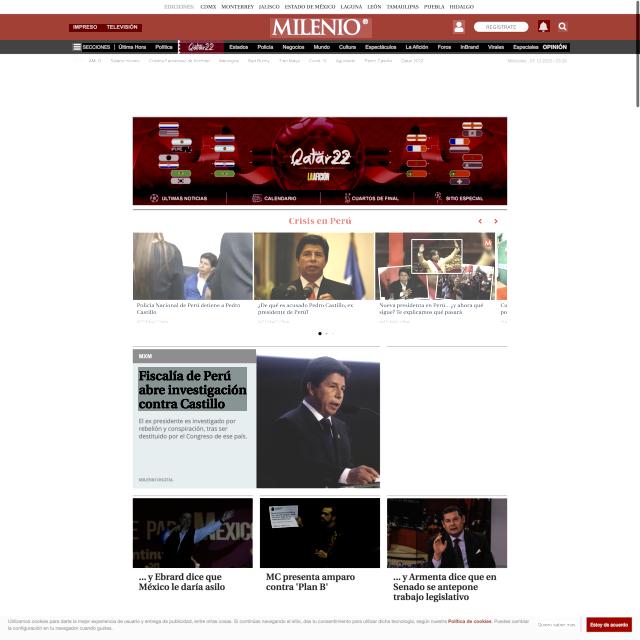 EDICIONES: CDMX MONTERREY JALISCO ESTADO DE MÉXICO LAGUNA LEÓN TAMAULIPAS PUEBLA HIDALGO
IMPRESO TELEVISIÓN
MILENIO®
REGÍSTRATE
SECCIONES | Última Hora Política Qatar22 Estados Policía Negocios Mundo Cultura Espectáculos La Afición Foros InBrand Virales Especiales OPINIÓN
Qatar22
LA AFICIÓN
ÚLTIMAS NOTICIAS CALENDARIO CUARTOS DE FINAL SITIO ESPECIAL
Crisis en Perú
Policía Nacional de Perú detiene a Pedro Castillo
¿De qué es acusado Pedro Castillo, ex presidente de Perú?
Nueva presidenta en Perú... ¿y ahora qué sigue? Te explicamos qué pasará
MXM
Fiscalía de Perú
abre investigación
contra Castillo
El ex presidente es investigado por
rebelión y conspiración, tras ser
destituido por el Congreso de ese país.
MILENIO DIGITAL
... y Ebrard dice que
México le daría asilo
MC presenta amparo
contra 'Plan B'
... y Armenta dice que en
Senado se antepone
trabajo legislativo
Utilizamos cookies para darte la mejor experiencia de usuario y entrega de publicidad, entre otras cosas. Si continúas navegando el sitio, das tu consentimiento para utilizar dicha tecnología, según nuestra Política de cookies. Puedes cambiar
la configuración en tu navegador cuando gustes.
Quiero saber más
Estoy de acuerdo